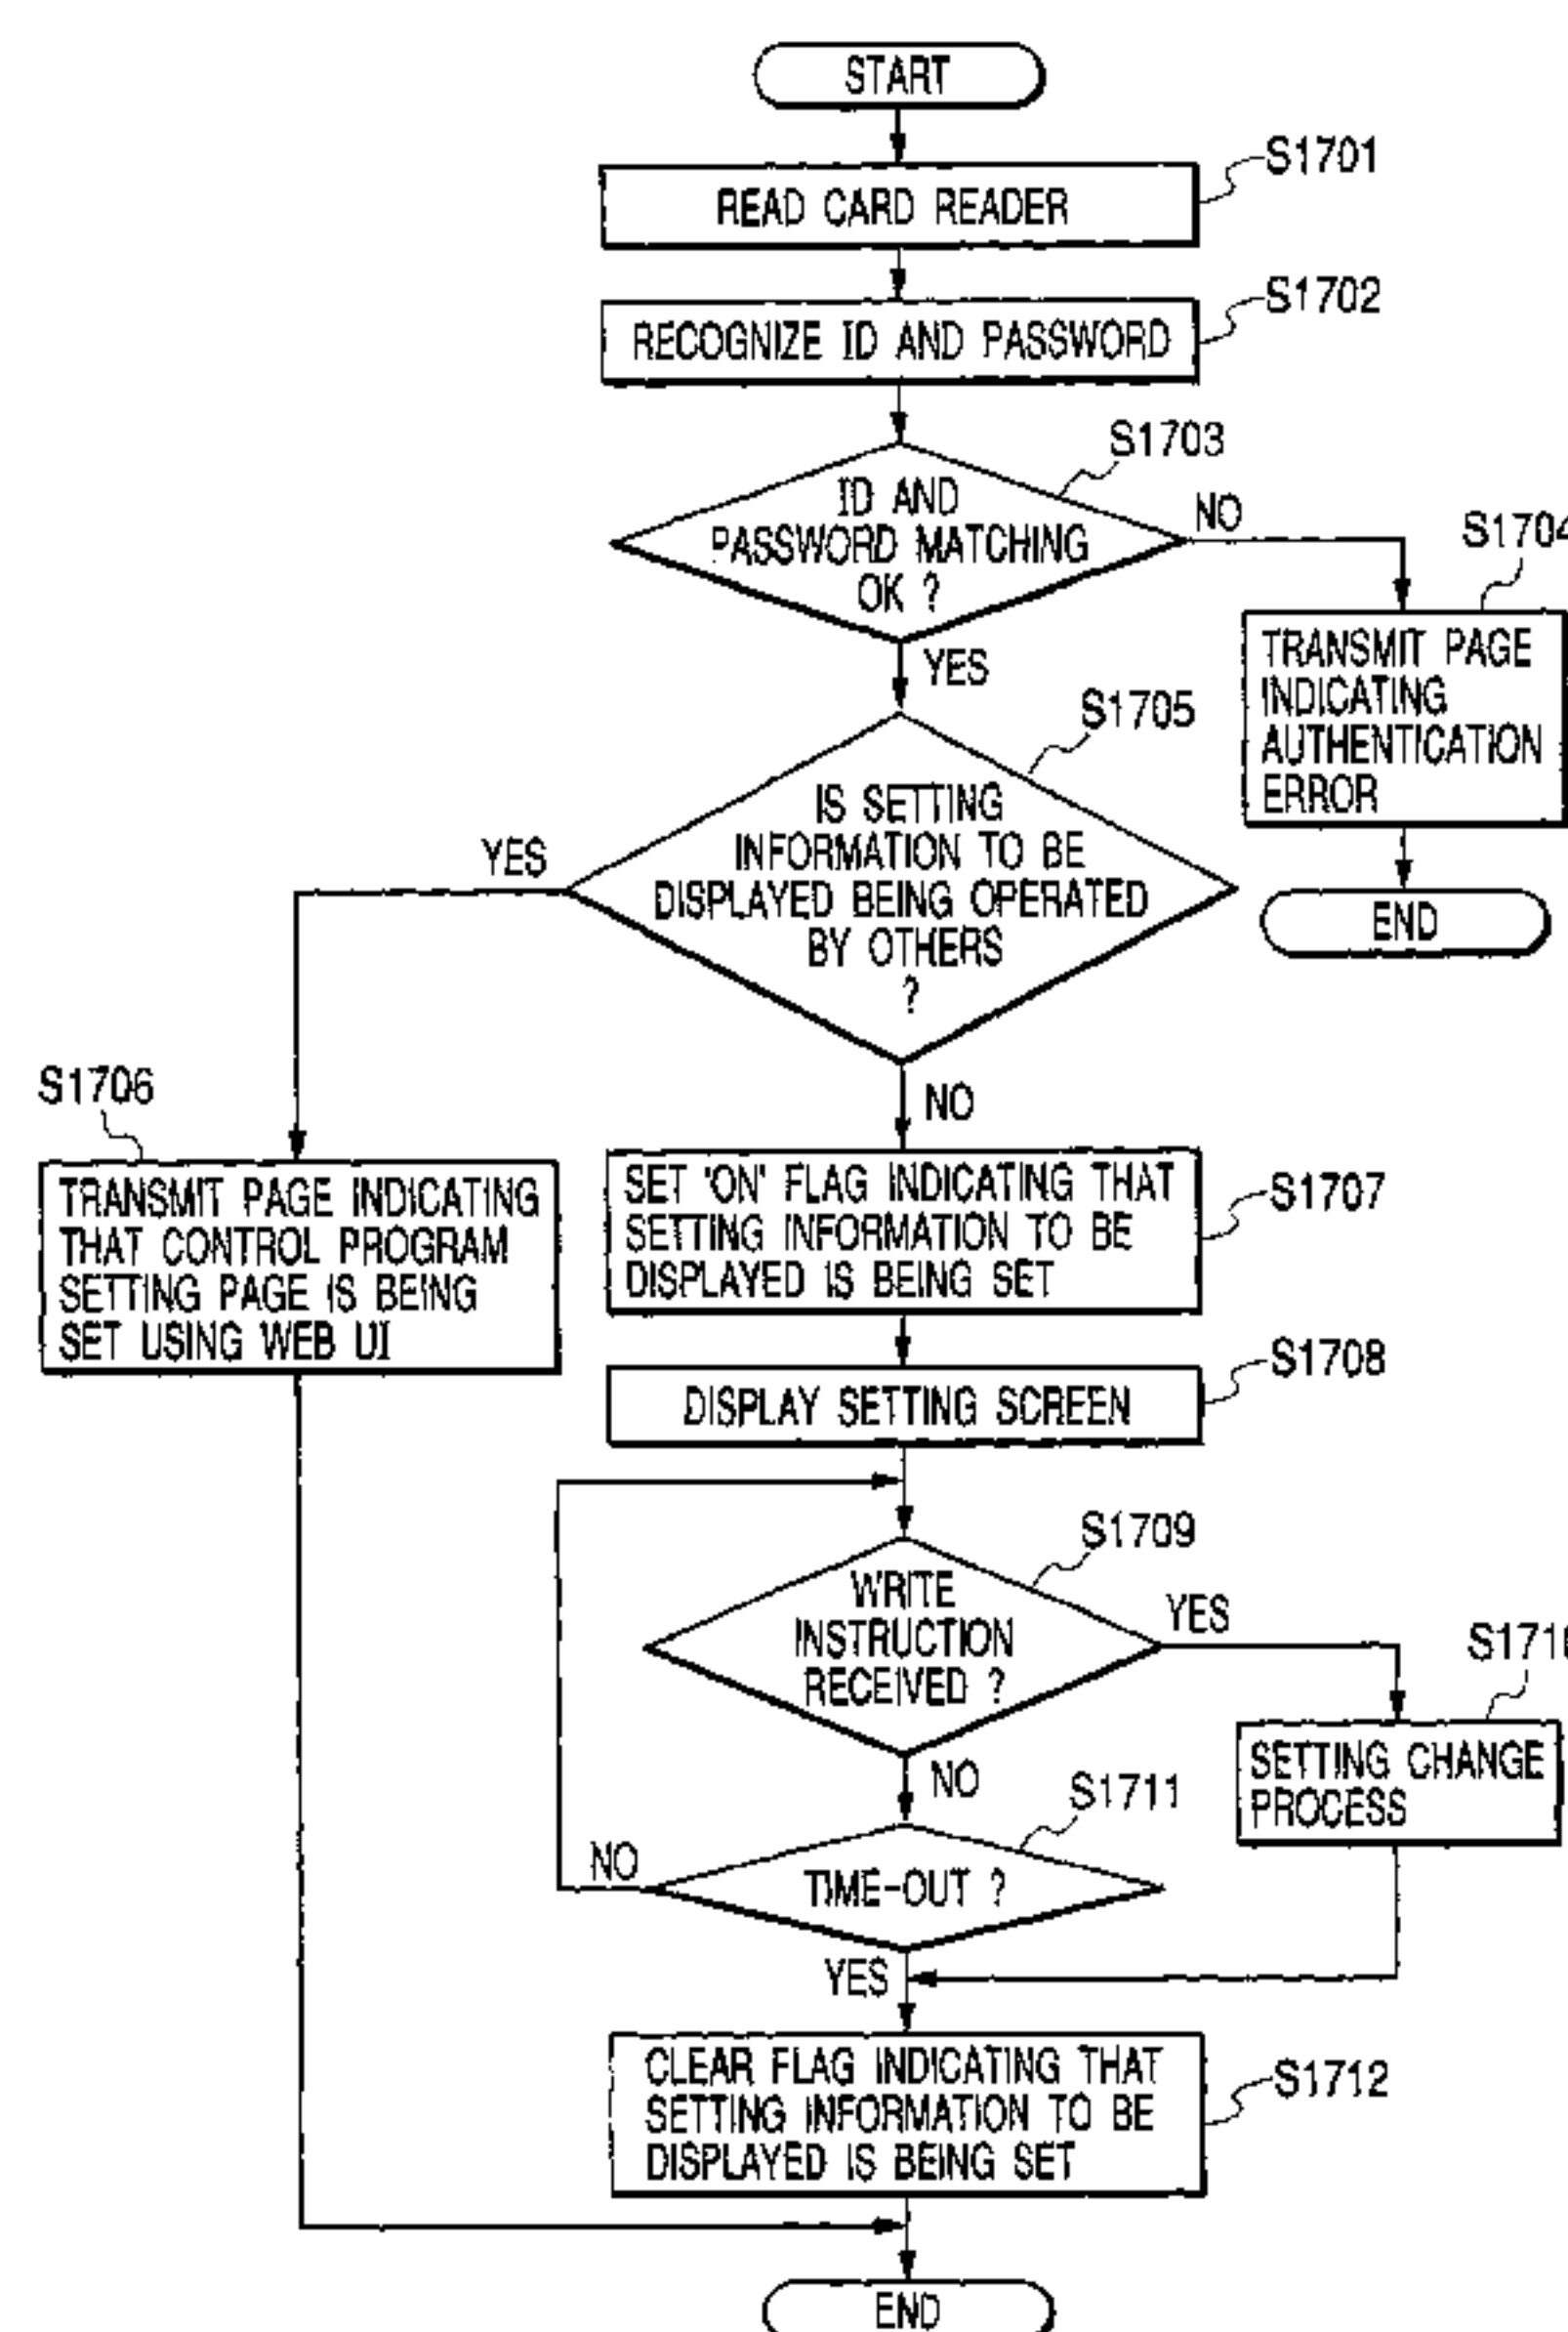 START
S1701
READ CARD READER
S1702
RECOGNIZE ID AND PASSWORD
S1703
ID AND
PASSWORD MATCHING
OK ?
NO
S1704
YES
TRANSMIT PAGE
INDICATING
AUTHENTICATION
ERROR
END
S1705
IS SETTING
INFORMATION TO BE
DISPLAYED BEING OPERATED
BY OTHERS
?
YES
NO
S1706
TRANSMIT PAGE INDICATING
THAT CONTROL PROGRAM
SETTING PAGE IS BEING
SET USING WEB UI
SET 'ON' FLAG INDICATING THAT
SETTING INFORMATION TO BE
DISPLAYED IS BEING SET
S1707
S1708
DISPLAY SETTING SCREEN
S1709
WRITE
INSTRUCTION
RECEIVED ?
YES
S1710
SETTING CHANGE
PROCESS
NO
S1711
TIME-OUT ?
NO
YES
CLEAR FLAG INDICATING THAT
SETTING INFORMATION TO BE
DISPLAYED IS BEING SET
S1712
END